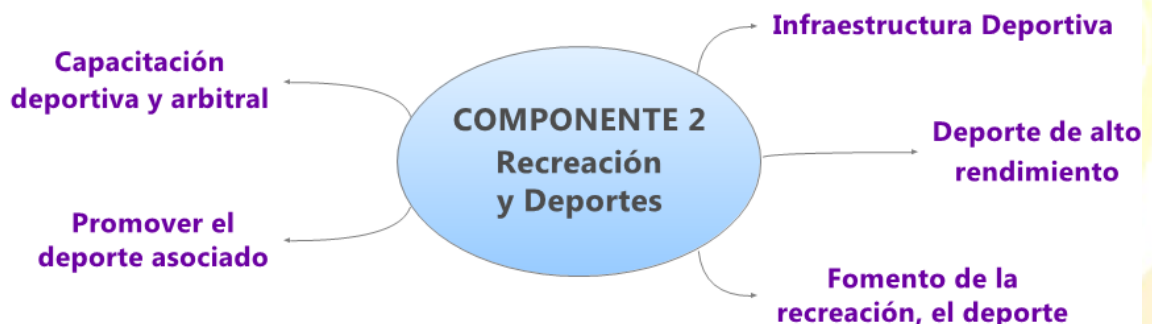 Infraestructura Deportiva
Capacitación
deportiva y arbitral
COMPONENTE 2
Recreación
y Deportes
Deporte de alto
rendimiento
Promover el
deporte asociado
Fomento de la
recreación, el deporte